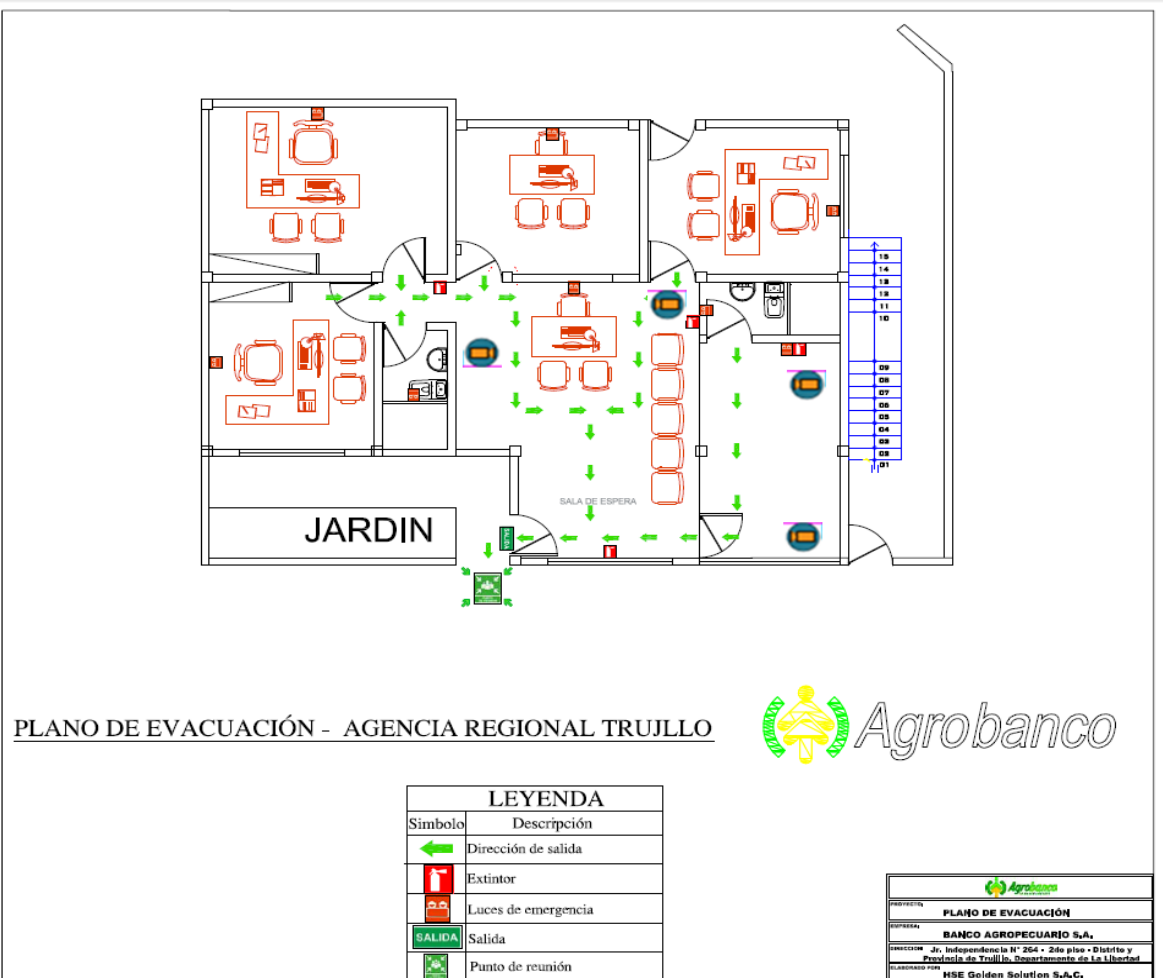 15
14
13
13
11
10
09
08
07
06
05
04
03
02
01
SALA DE ESPERA
SALIDA
JARDIN
PLANO DE EVACUACIÓN - AGENCIA REGIONAL TRUJLLO
Agrobanco
LEYENDA
Simbolo Descripción
Dirección de salida
Extintor
Luces de emergencia
SALIDA Salida
Punto de reunión
Agrobanco
PROYECTO:
PLANO DE EVACUACIÓN
EMPRESA:
BANCO AGROPECUARIO S.A.
DIRECCION: Jr. Independencia N° 264 - 2do piso - Distrito y
Provincia de Trujillo, Departamento de La Libertad
ELABORADO POR:
HSE Golden Solution S.A.C.